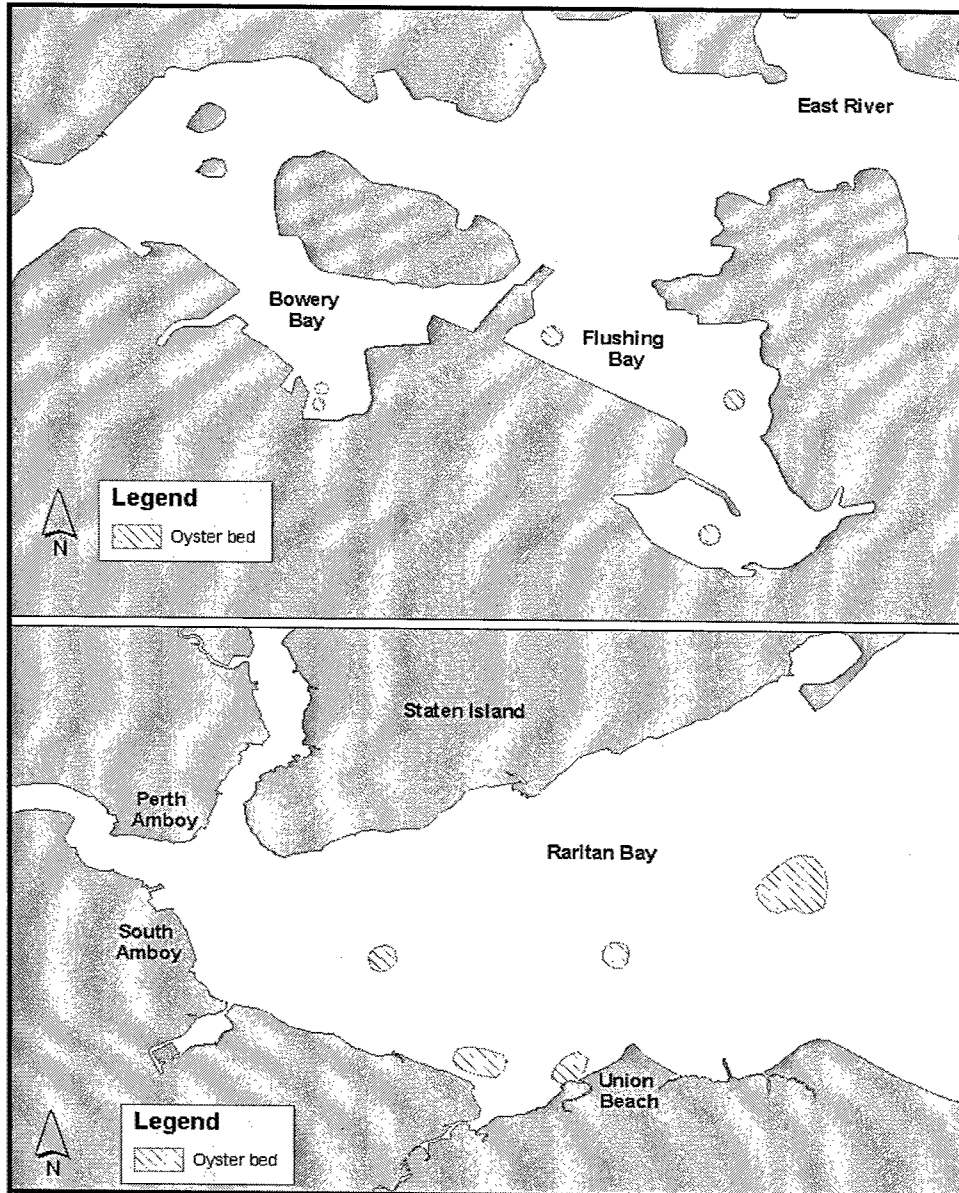 East River
Bowery
Bay
Flushing
Bay
Legend
Oyster bed
N
Staten Island
Perth
Amboy
Raritan Bay
South
Amboy
Union
Beach
Legend
Oyster bed
N